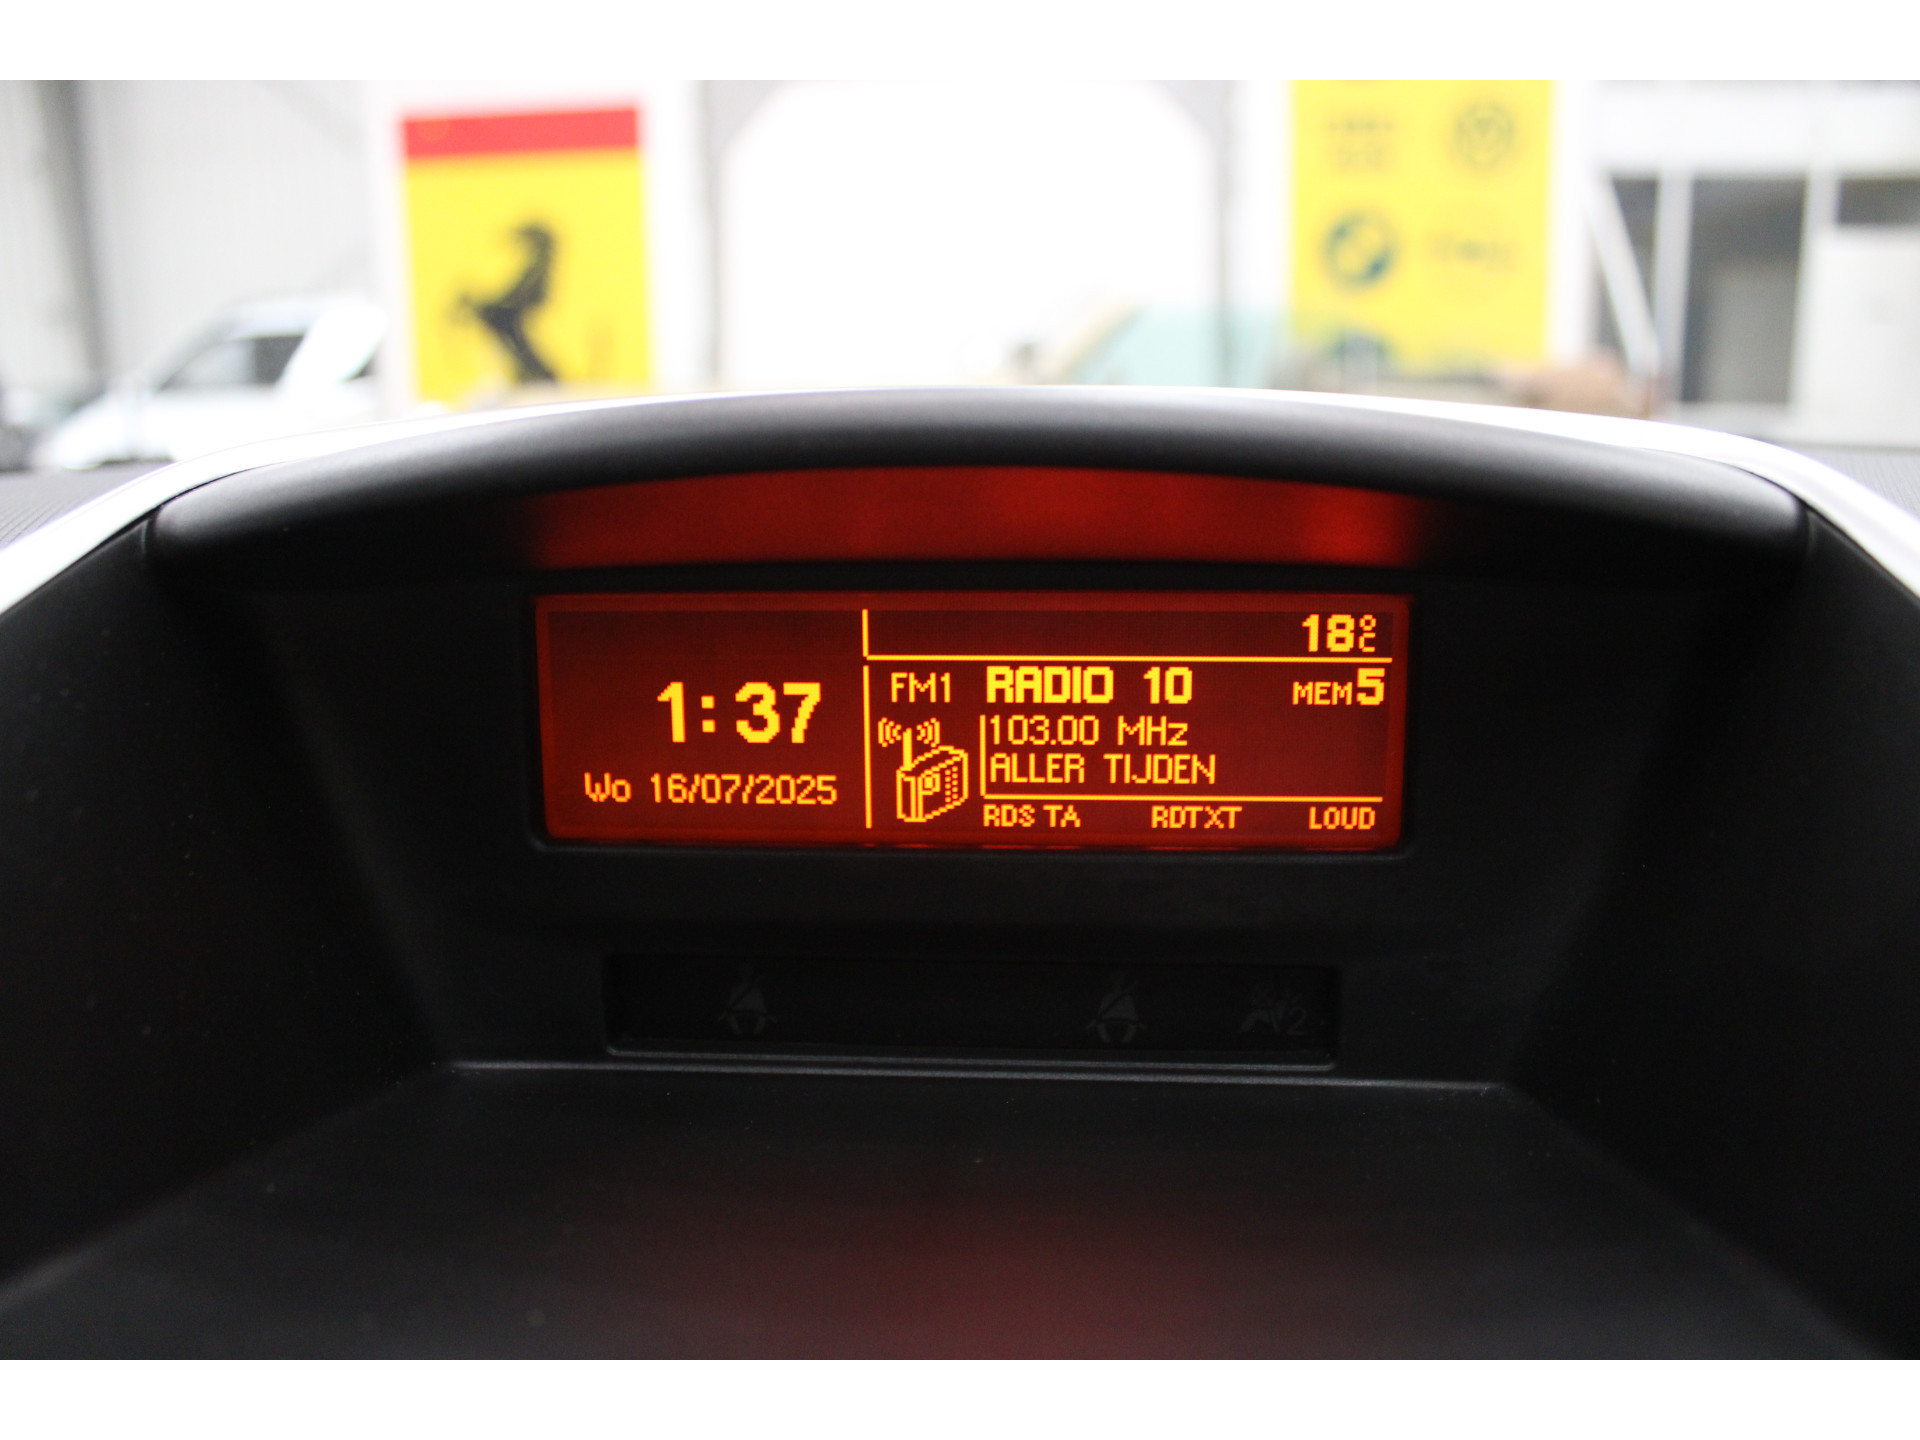 1:37
Wo 16/07/2025
18°C
FM1 RADIO 10 MEM5
103.00 MHz
ALLER TIJDEN
RDS TA RDTXT LOUD
2